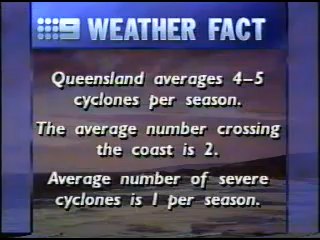 9 WEATHER FACT
Queensland averages 4–5
cyclones per season.
The average number crossing
the coast is 2.
Average number of severe
cyclones is 1 per season.